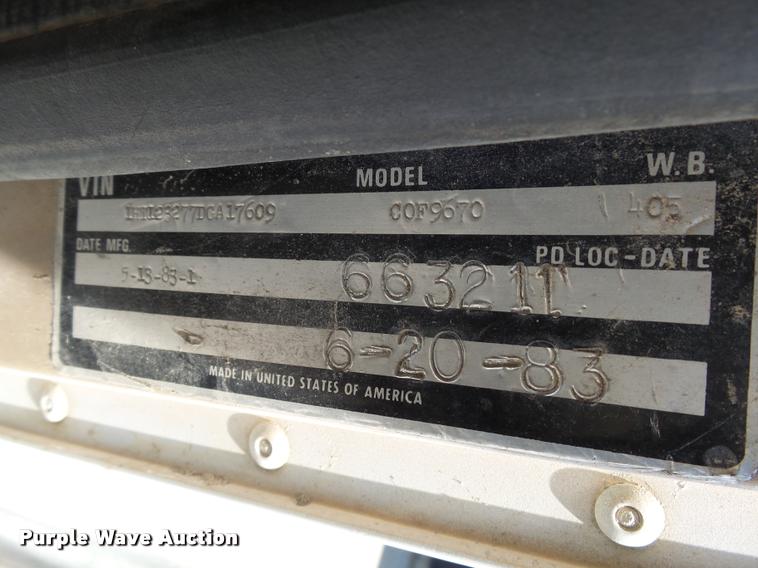 VIN MODEL W.B.
1HTL23277DGA17609 COF9670 405
DATE MFG. PD LOC-DATE
5-13-83-1 663211
6-20-83
MADE IN UNITED STATES OF AMERICA
Purple Wave Auction